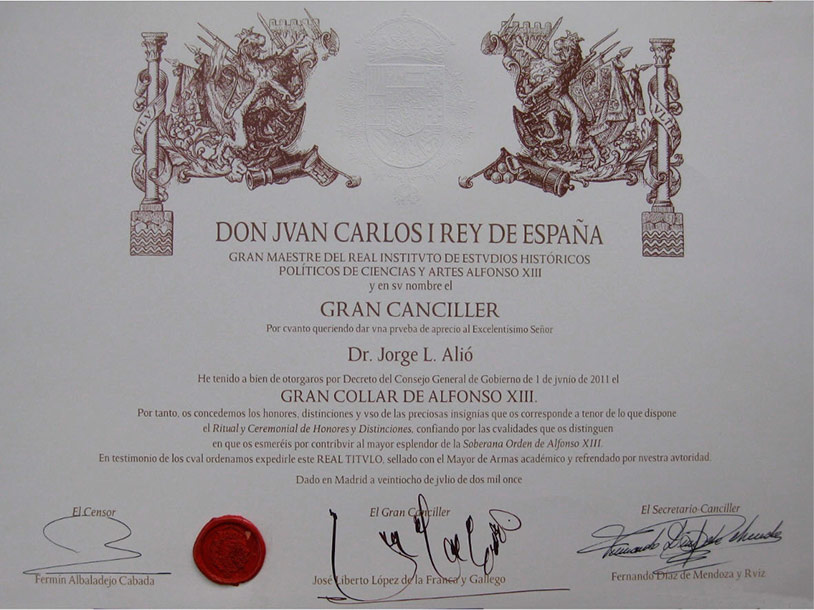 PLVS
VLTRA
DON JVAN CARLOS I REY DE ESPAÑA
GRAN MAESTRE DEL REAL INSTITVTO DE ESTVDIOS HISTÓRICOS
POLÍTICOS DE CIENCIAS Y ARTES ALFONSO XIII
y en sv nombre el
GRAN CANCILLER
Por cvanto queriendo dar vna prveba de aprecio al Excelentísimo Señor
Dr. Jorge L. Alió
He tenido a bien de otorgaros por Decreto del Consejo General de Gobierno de 1 de jvnio de 2011 el
GRAN COLLAR DE ALFONSO XIII.
Por tanto, os concedemos los honores, distinciones y vso de las preciosas insignias que os corresponde a tenor de lo que dispone
el Ritual y Ceremonial de Honores y Distinciones, confiando por las cvalidades que os distinguen
en que os esmeréis por contribvir al mayor esplendor de la Soberana Orden de Alfonso XIII.
En testimonio de los cval ordenamos expedirle este REAL TITVLO, sellado con el Mayor de Armas académico y refrendado por nvestra avtoridad.
Dado en Madrid a veintiocho de jvlio de dos mil once
El Censor
El Gran Canciller
El Secretario Canciller
Fermín Albaladejo Cabada
José Liberto López de la Franca y Gallego
Fernando Díaz de Mendoza y Rviz